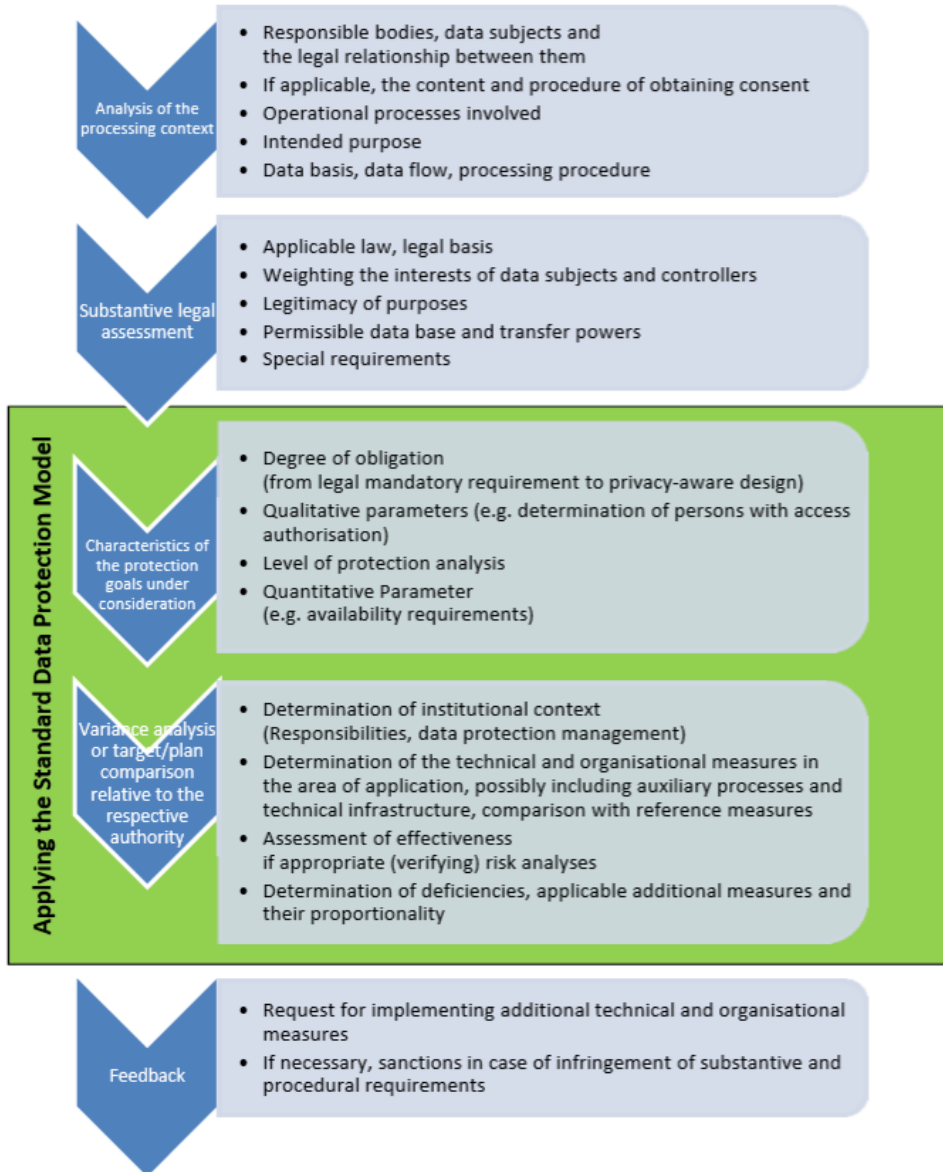 Analysis of the
processing context
• Responsible bodies, data subjects and
the legal relationship between them
• If applicable, the content and procedure of obtaining consent
• Operational processes involved
• Intended purpose
• Data basis, data flow, processing procedure
Substantive legal
assessment
• Applicable law, legal basis
• Weighting the interests of data subjects and controllers
• Legitimacy of purposes
• Permissible data base and transfer powers
• Special requirements
Applying the Standard Data Protection Model
Characteristics of
the protection
goals under
consideration
• Degree of obligation
(from legal mandatory requirement to privacy-aware design)
• Qualitative parameters (e.g. determination of persons with access
authorisation)
• Level of protection analysis
• Quantitative Parameter
(e.g. availability requirements)
Variance analysis
or target/plan
comparison
relative to the
respective
authority
• Determination of institutional context
(Responsibilities, data protection management)
• Determination of the technical and organisational measures in
the area of application, possibly including auxiliary processes and
technical infrastructure, comparison with reference measures
• Assessment of effectiveness
if appropriate (verifying) risk analyses
• Determination of deficiencies, applicable additional measures and
their proportionality
Feedback
• Request for implementing additional technical and organisational
measures
• If necessary, sanctions in case of infringement of substantive and
procedural requirements